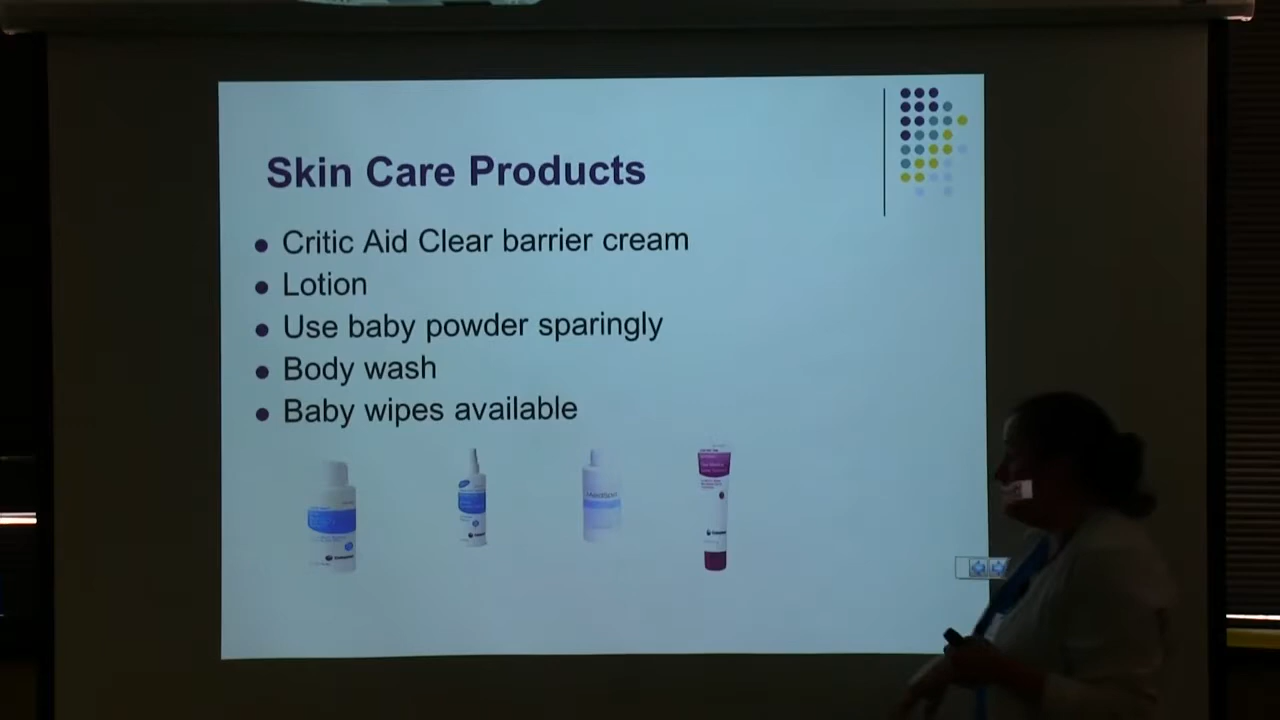 Skin Care Products
Critic Aid Clear barrier cream
Lotion
Use baby powder sparingly
Body wash
Baby wipes available